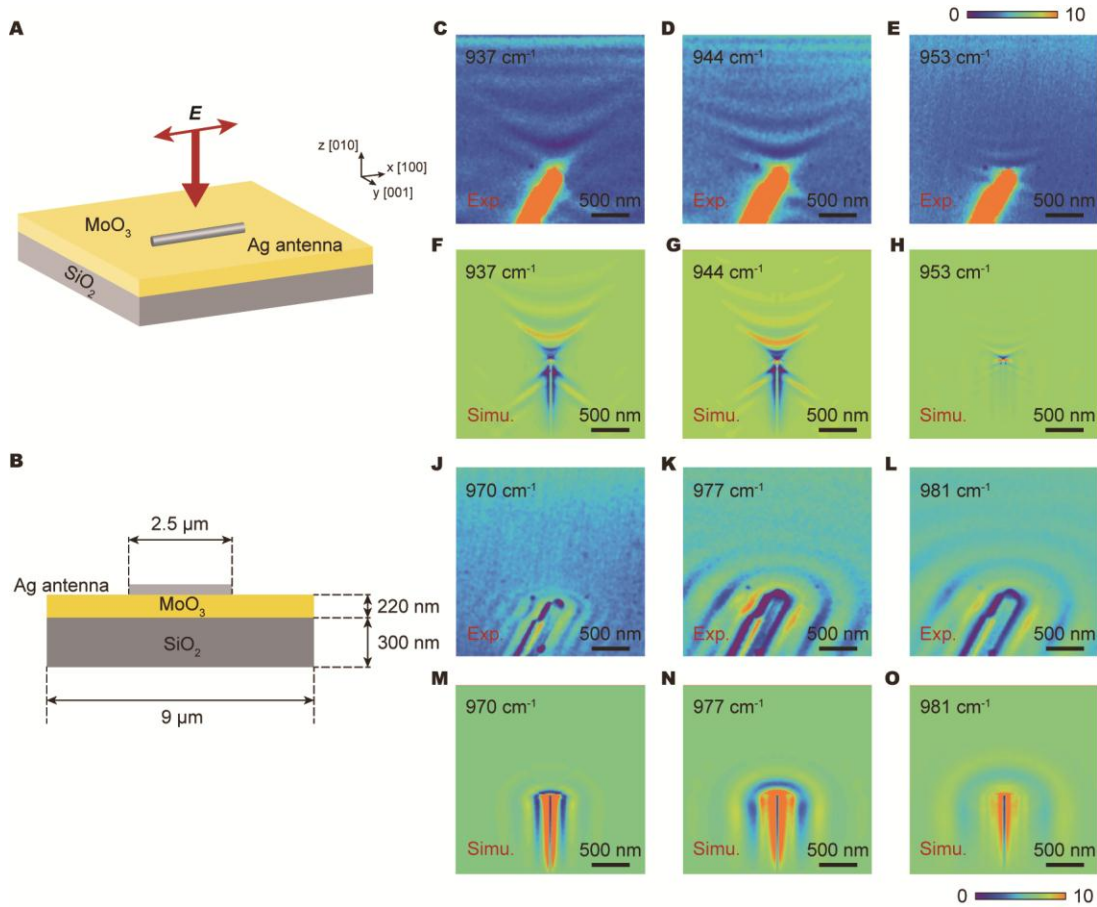 A
E
z [010]
x [100]
y [001]
MoO₃
Ag antenna
SiO₂
B
2.5 µm
Ag antenna
MoO₃
220 nm
SiO₂
300 nm
9 µm
0 10
C D E
937 cm⁻¹ 944 cm⁻¹ 953 cm⁻¹
Exp. 500 nm Exp. 500 nm Exp. 500 nm
F G H
937 cm⁻¹ 944 cm⁻¹ 953 cm⁻¹
Simu. 500 nm Simu. 500 nm Simu. 500 nm
J K L
970 cm⁻¹ 977 cm⁻¹ 981 cm⁻¹
Exp. 500 nm Exp. 500 nm Exp. 500 nm
M N O
970 cm⁻¹ 977 cm⁻¹ 981 cm⁻¹
Simu. 500 nm Simu. 500 nm Simu. 500 nm
0 10